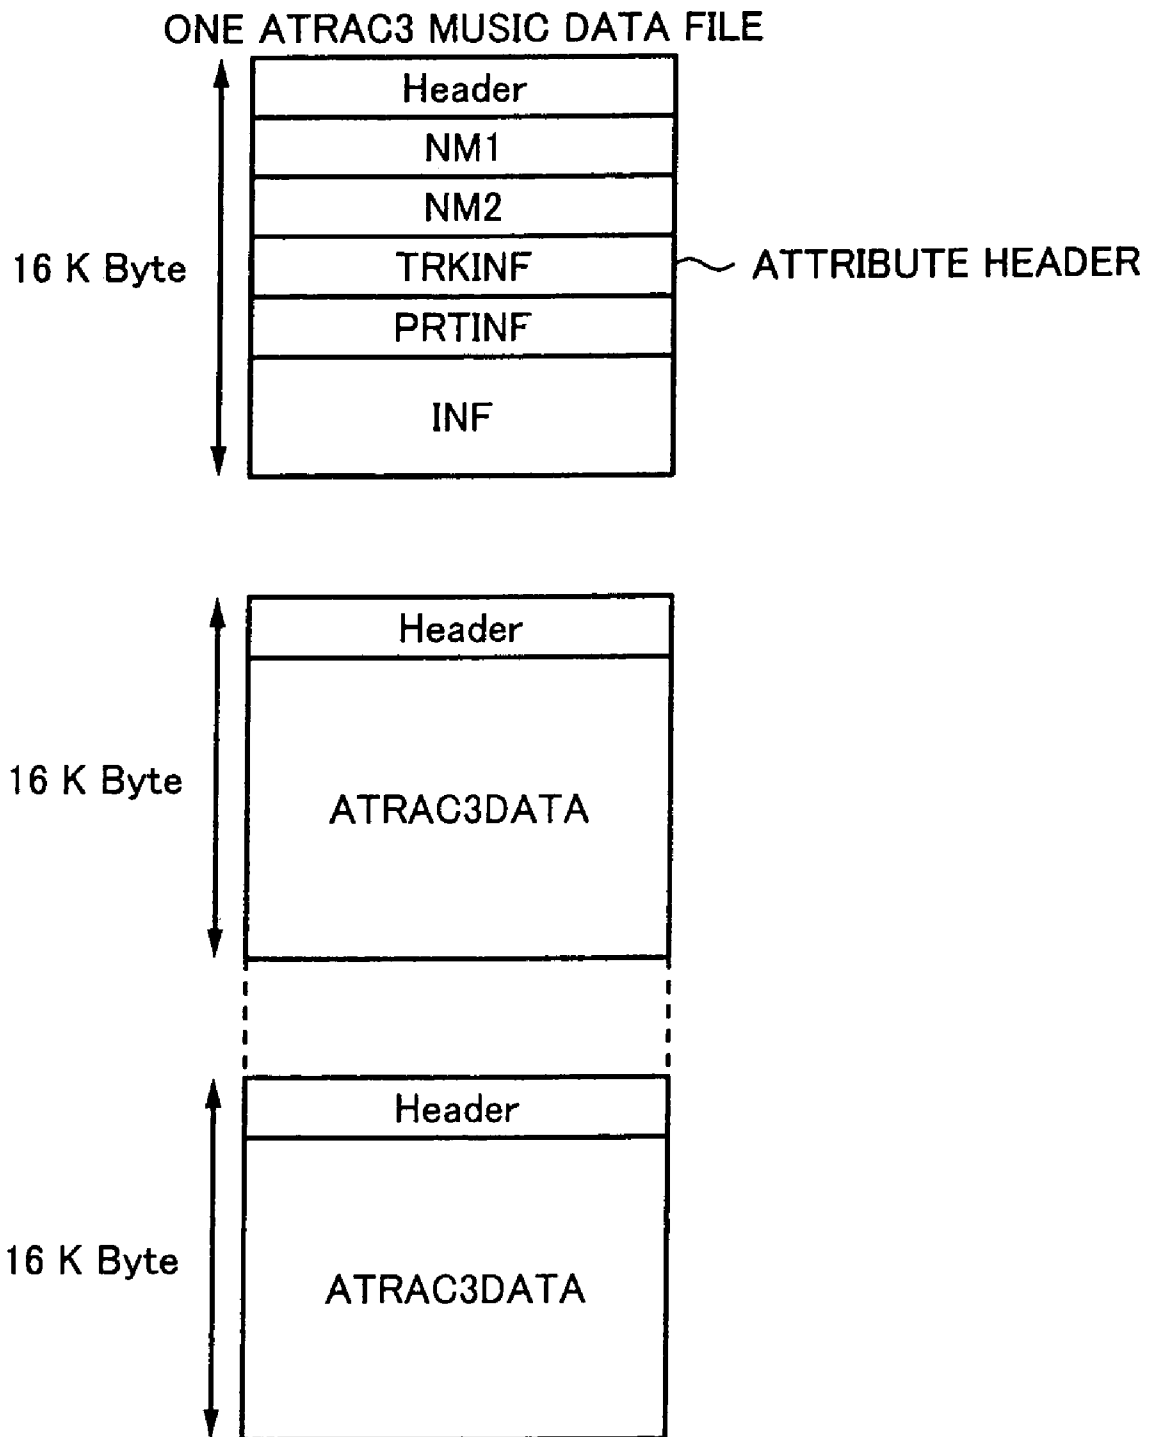 ONE ATRAC3 MUSIC DATA FILE
Header
NM1
NM2
16 K Byte
TRKINF
ATTRIBUTE HEADER
PRTINF
INF
Header
16 K Byte
ATRAC3DATA
Header
16 K Byte
ATRAC3DATA